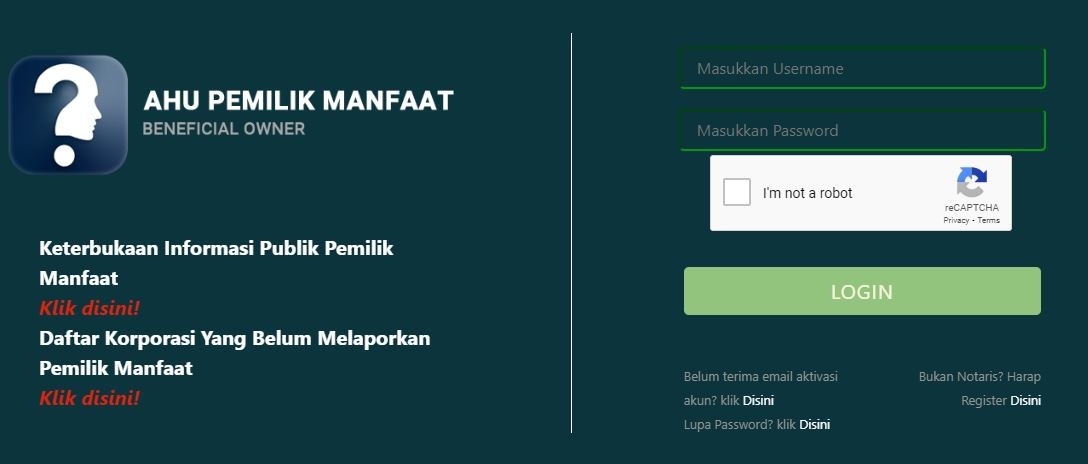 AHU PEMILIK MANFAAT
BENEFICIAL OWNER
Keterbukaan Informasi Publik Pemilik
Manfaat
Klik disini!
Daftar Korporasi Yang Belum Melaporkan
Pemilik Manfaat
Klik disini!
Masukkan Username
Masukkan Password
I'm not a robot
reCAPTCHA
Privacy - Terms
LOGIN
Belum terima email aktivasi
akun? klik Disini
Lupa Password? klik Disini
Bukan Notaris? Harap
Register Disini